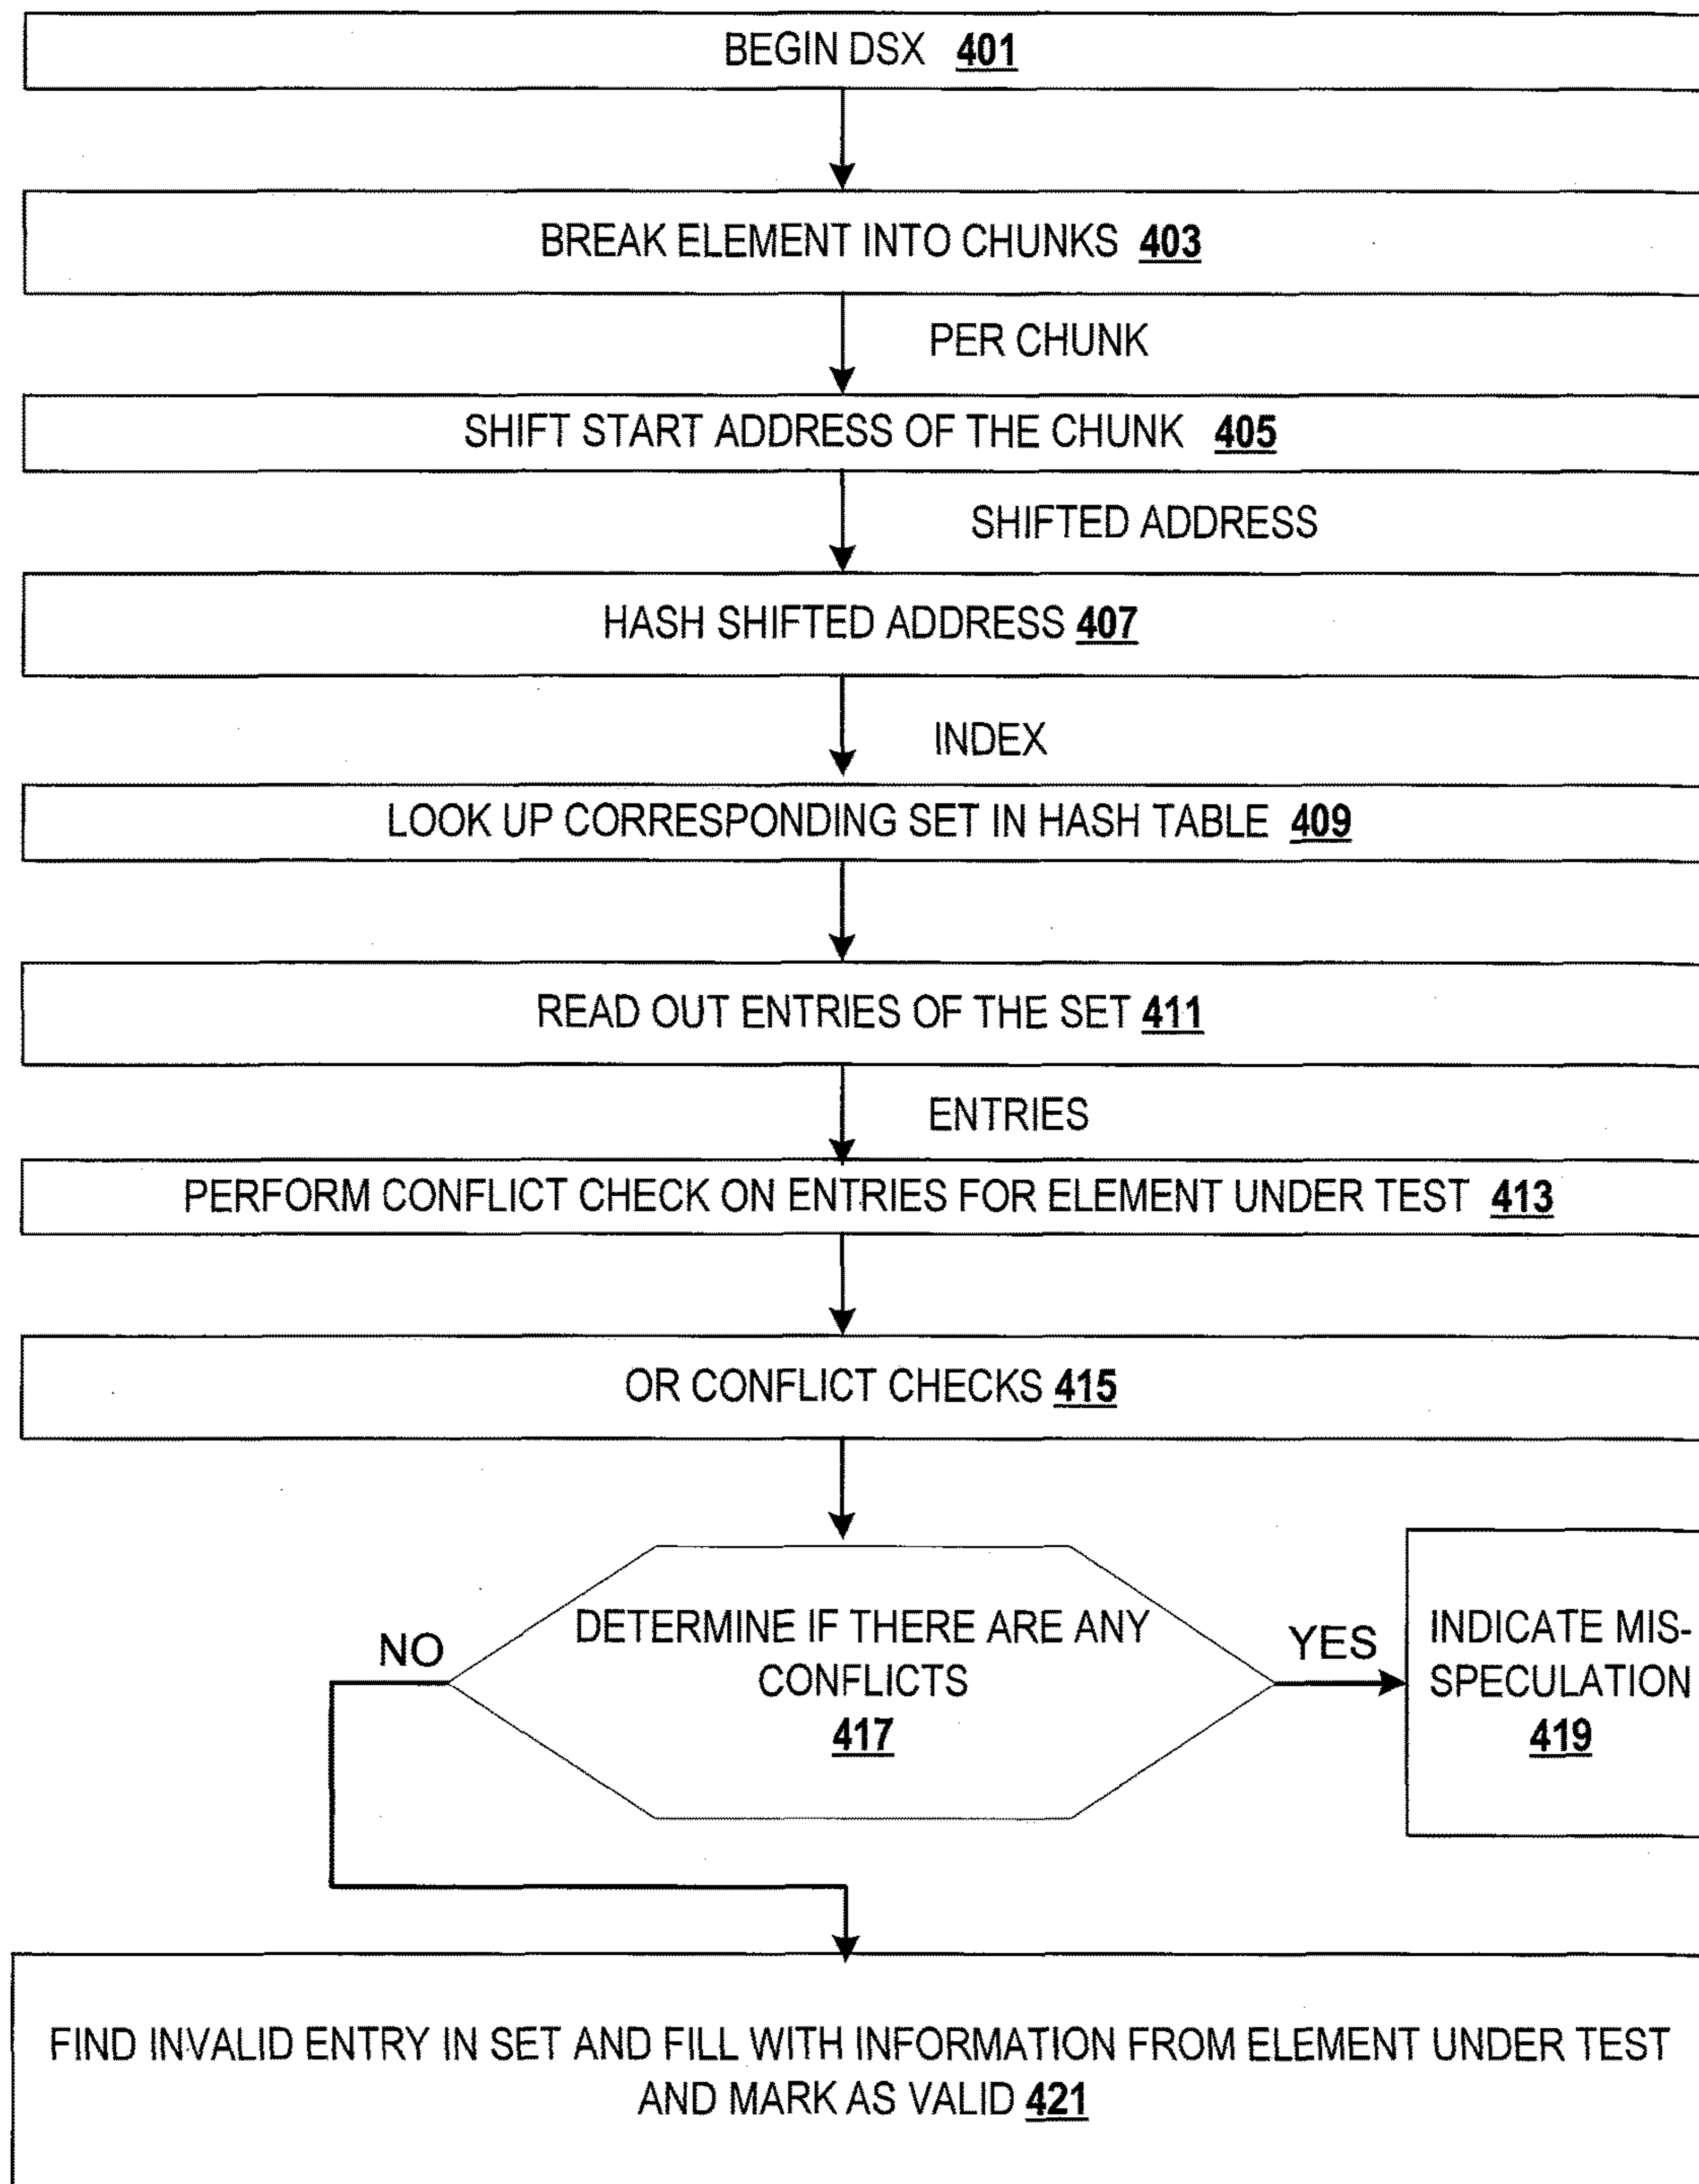 BEGIN DSX 401
BREAK ELEMENT INTO CHUNKS 403
PER CHUNK
SHIFT START ADDRESS OF THE CHUNK 405
SHIFTED ADDRESS
HASH SHIFTED ADDRESS 407
INDEX
LOOK UP CORRESPONDING SET IN HASH TABLE 409
READ OUT ENTRIES OF THE SET 411
ENTRIES
PERFORM CONFLICT CHECK ON ENTRIES FOR ELEMENT UNDER TEST 413
OR CONFLICT CHECKS 415
DETERMINE IF THERE ARE ANY
CONFLICTS
417
NO
YES
INDICATE MIS-
SPECULATION
419
FIND INVALID ENTRY IN SET AND FILL WITH INFORMATION FROM ELEMENT UNDER TEST
AND MARK AS VALID 421